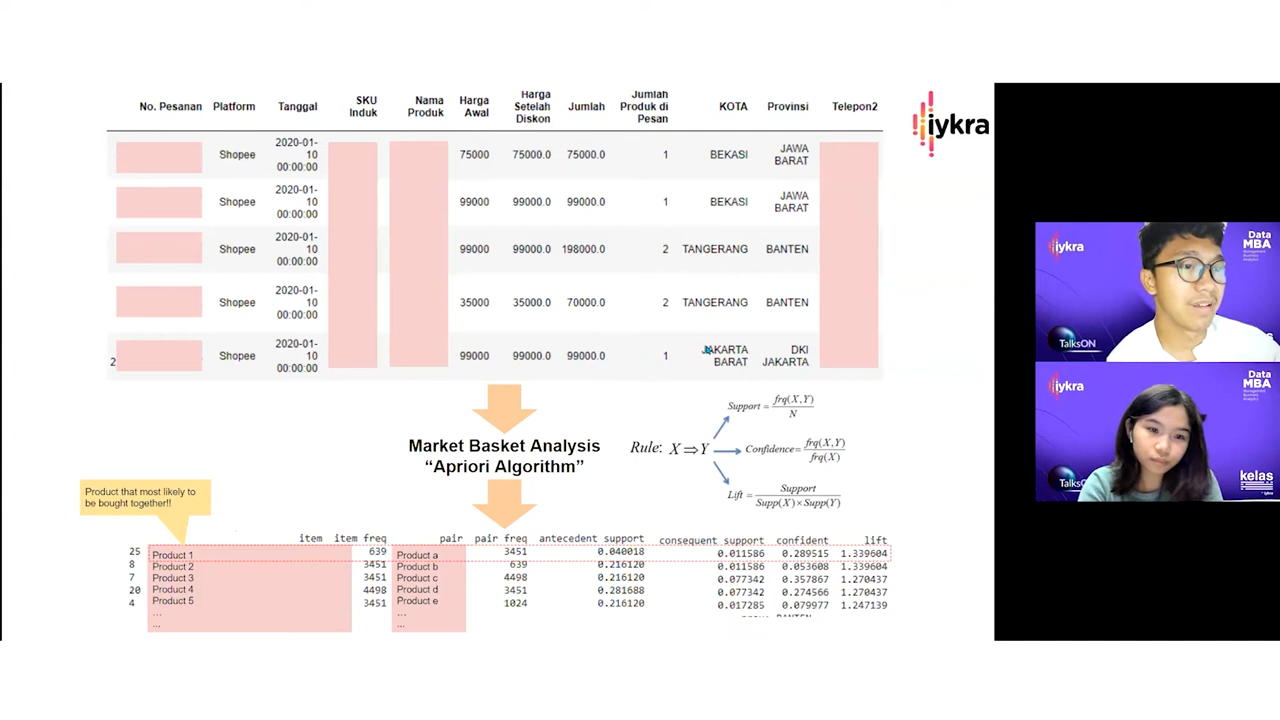 No. Pesanan Platform Tanggal SKU Induk Nama Produk Harga Awal Harga Setelah Diskon Jumlah Jumlah Produk di Pesan KOTA Provinsi Telepon2
Shopee 2020-01-10 00:00:00 75000 75000.0 75000.0 1 BEKASI JAWA BARAT
Shopee 2020-01-10 00:00:00 99000 99000.0 99000.0 1 BEKASI JAWA BARAT
Shopee 2020-01-10 00:00:00 99000 99000.0 198000.0 2 TANGERANG BANTEN
Shopee 2020-01-10 00:00:00 35000 35000.0 70000.0 2 TANGERANG BANTEN
2 Shopee 2020-01-10 00:00:00 99000 99000.0 99000.0 1 JAKARTA BARAT DKI JAKARTA
iykra
Market Basket Analysis
“Apriori Algorithm”
Rule: X ⇒ Y
Support = frq(X,Y) / N
Confidence = frq(X,Y) / frq(X)
Lift = Support / Supp(X)×Supp(Y)
Product that most likely to
be bought together!!
item item freq pair pair freq antecedent support consequent support confident lift
25 Product 1 639 Product a 3451 0.040018 0.011586 0.289515 1.339604
8 Product 2 3451 Product b 639 0.216120 0.011586 0.053608 1.339604
7 Product 3 3451 Product c 4498 0.216120 0.077342 0.357867 1.270437
20 Product 4 4498 Product d 3451 0.281688 0.077342 0.274566 1.270437
4 Product 5 3451 Product e 1024 0.216120 0.017285 0.079977 1.247139
... ...
... ...
iykra
Data
MBA
Management
Business
Analytics
TalksON
iykra
Data
MBA
Management
Business
Analytics
TalksON
kelas